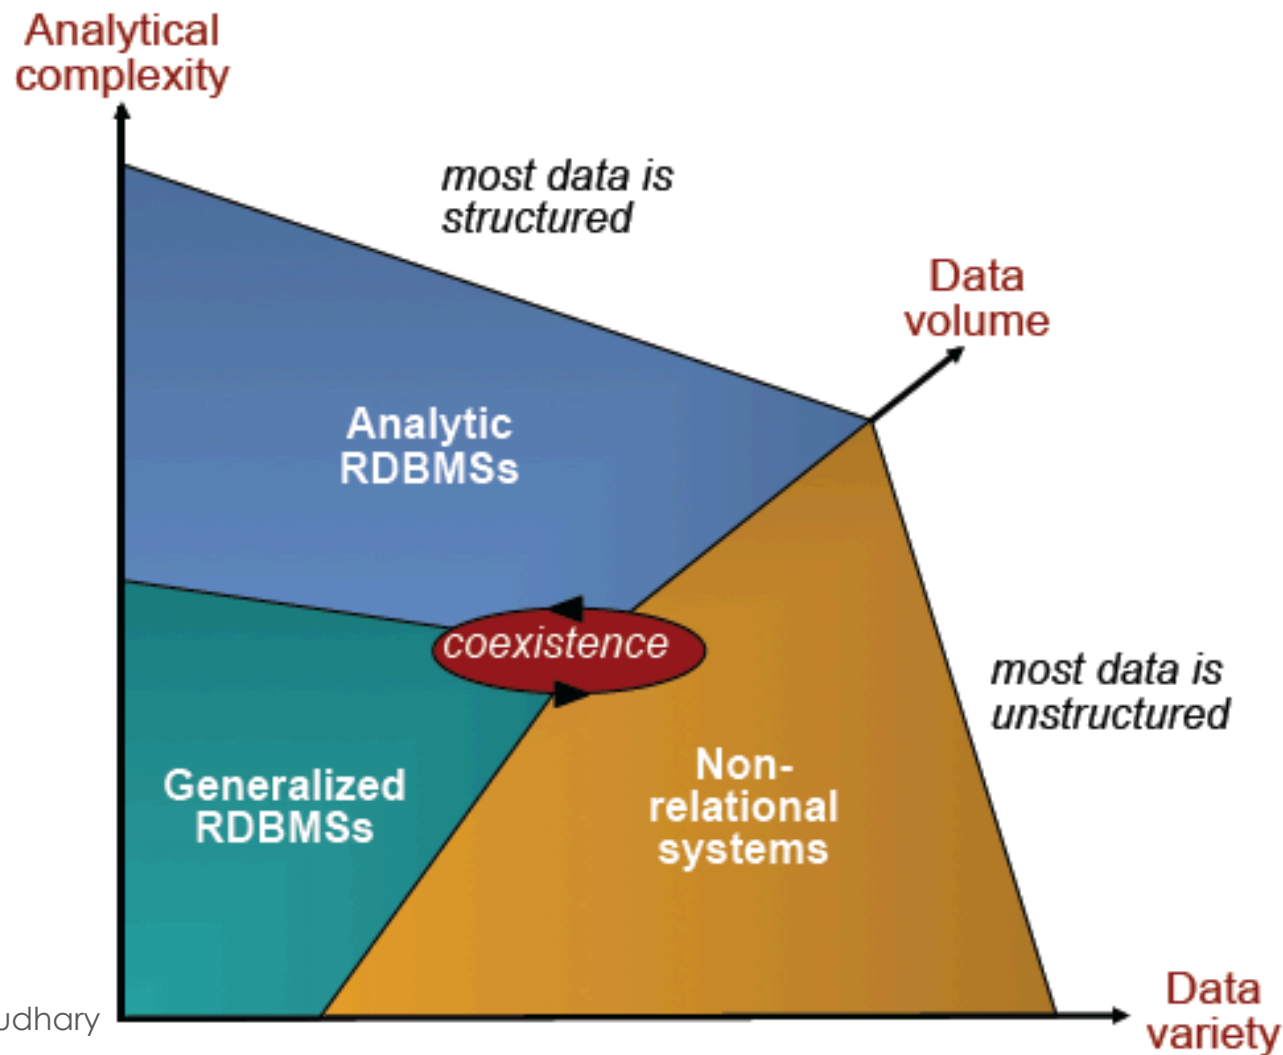 Analytical
complexity
most data is
structured
Data
volume
Analytic
RDBMSs
coexistence
most data is
unstructured
Non-
relational
systems
Generalized
RDBMSs
Data
variety